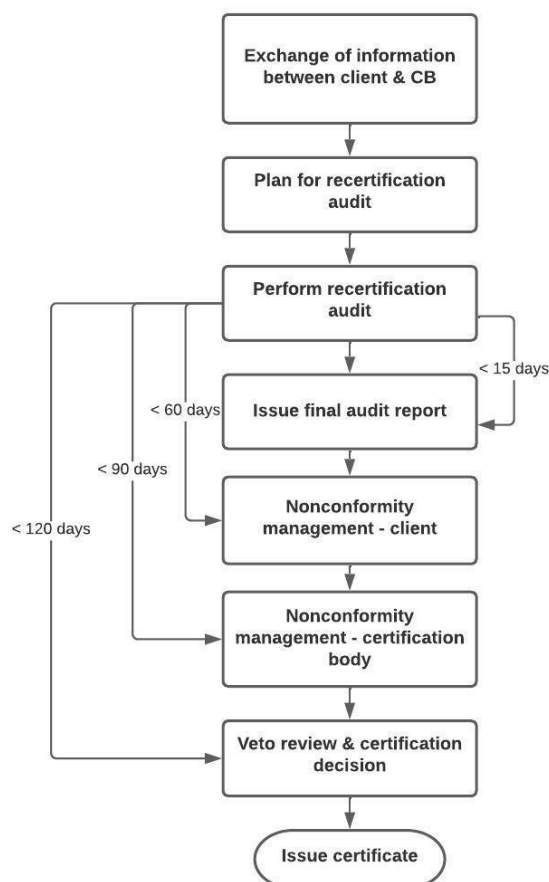 Exchange of information
between client & CB
Plan for recertification
audit
Perform recertification
audit
< 15 days
Issue final audit report
< 60 days
< 90 days
Nonconformity
management - client
< 120 days
Nonconformity
management - certification
body
Veto review & certification
decision
Issue certificate